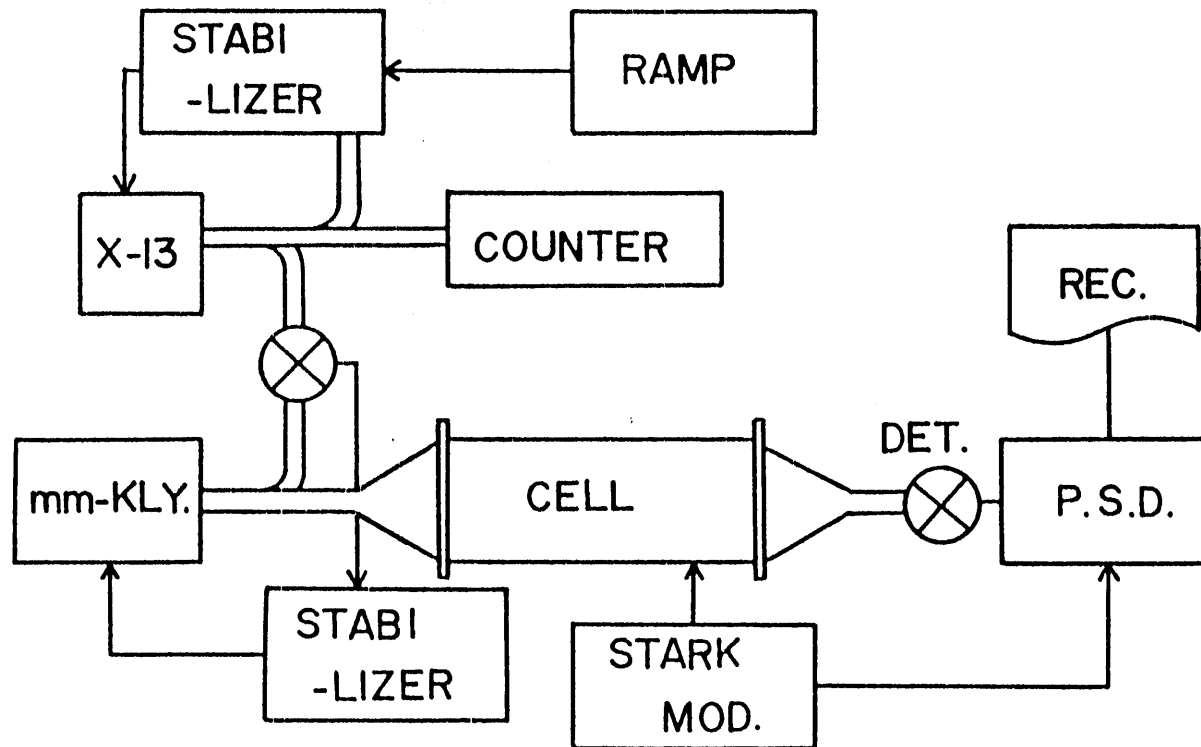 STABI
-LIZER
RAMP
X-13
COUNTER
REC.
DET.
mm-KLY.
CELL
P.S.D.
STABI
-LIZER
STARK
MOD.